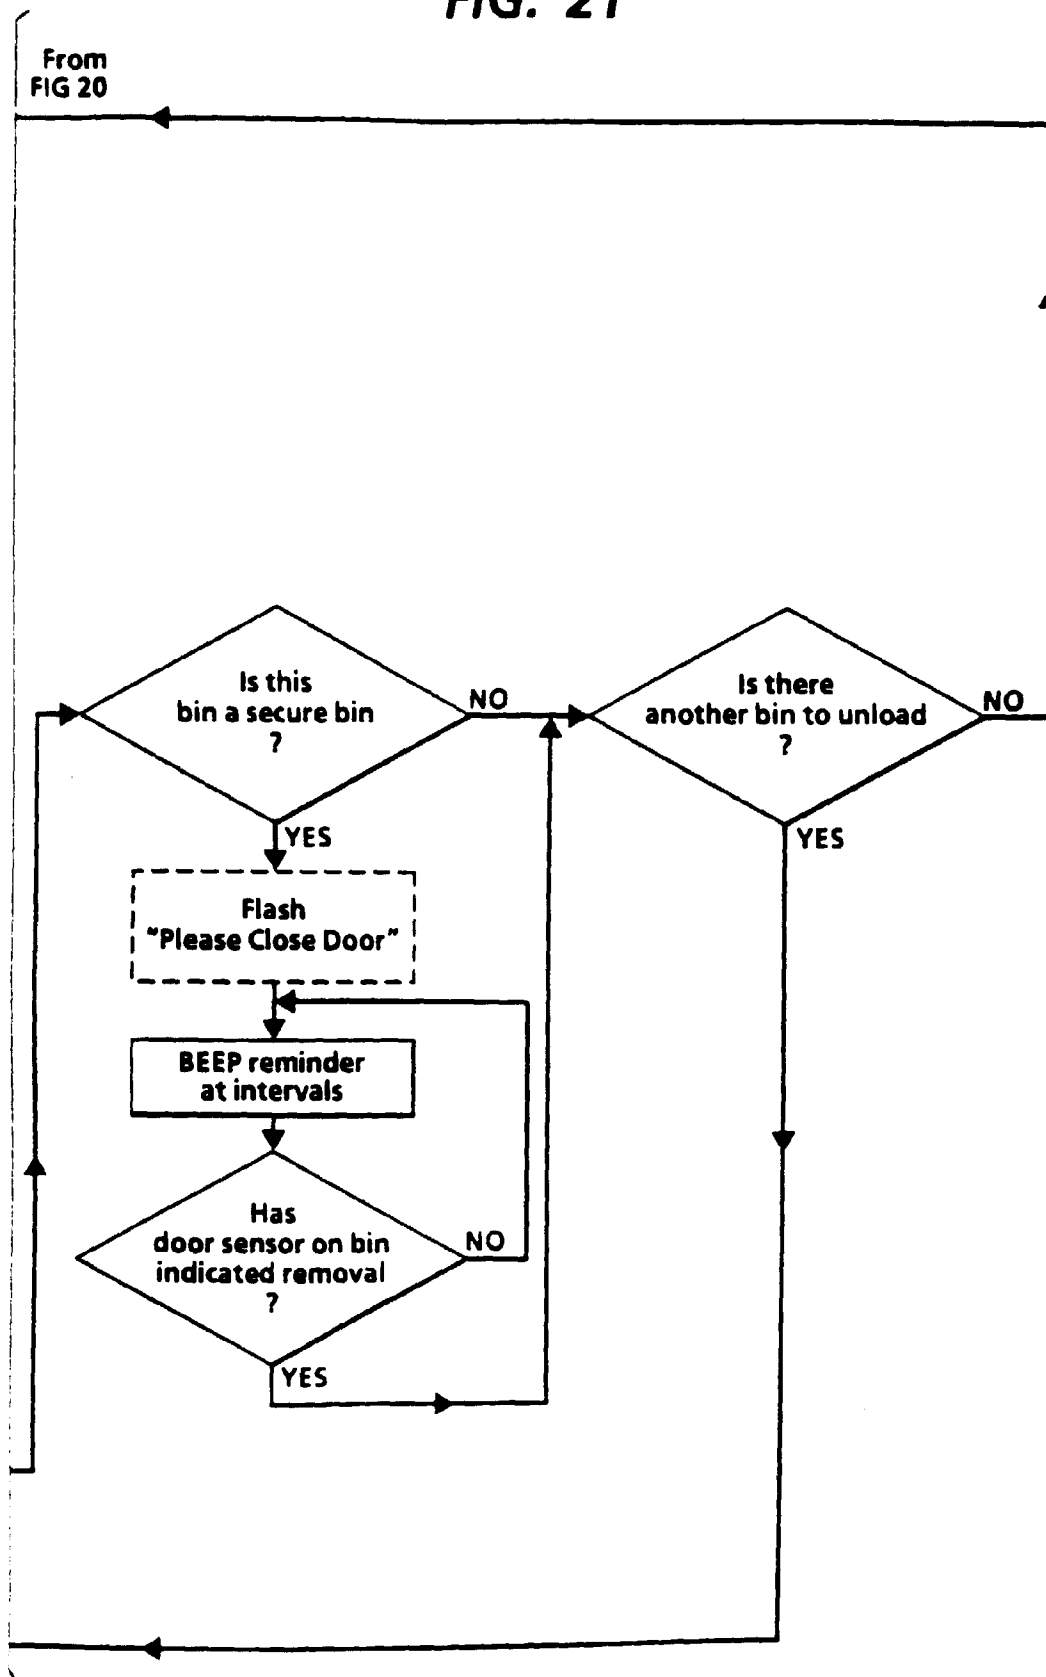 FIG. 21
From
FIG 20
Is this
bin a secure bin
?
NO
YES
Is there
another bin to unload
?
NO
YES
Flash
"Please Close Door"
BEEP reminder
at intervals
Has
door sensor on bin
indicated removal
?
NO
YES